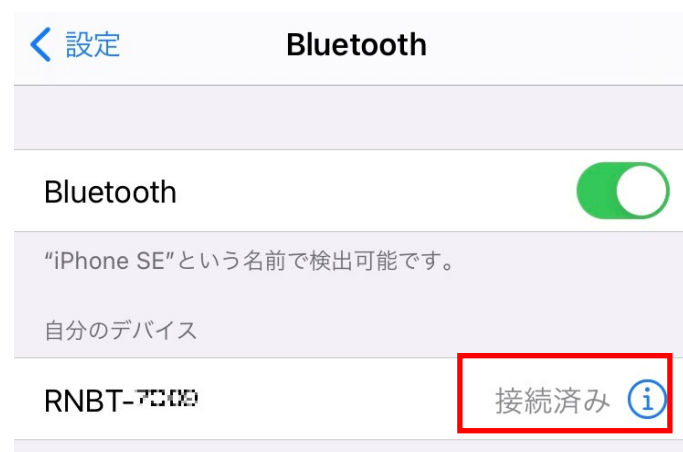 設定
Bluetooth
Bluetooth
“iPhone SE”という名前で検出可能です。
自分のデバイス
RNBT-
接続済み